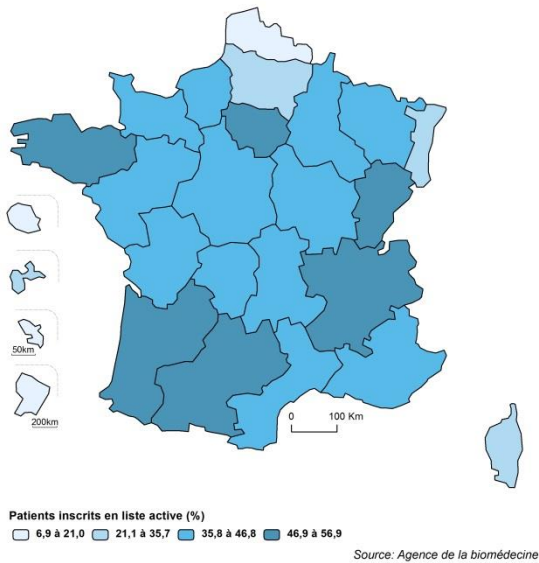 50km
200km
0 100 Km
Patients inscrits en liste active (%)
6,9 à 21,0 21,1 à 35,7 35,8 à 46,8 46,9 à 56,9
Source: Agence de la biomédecine